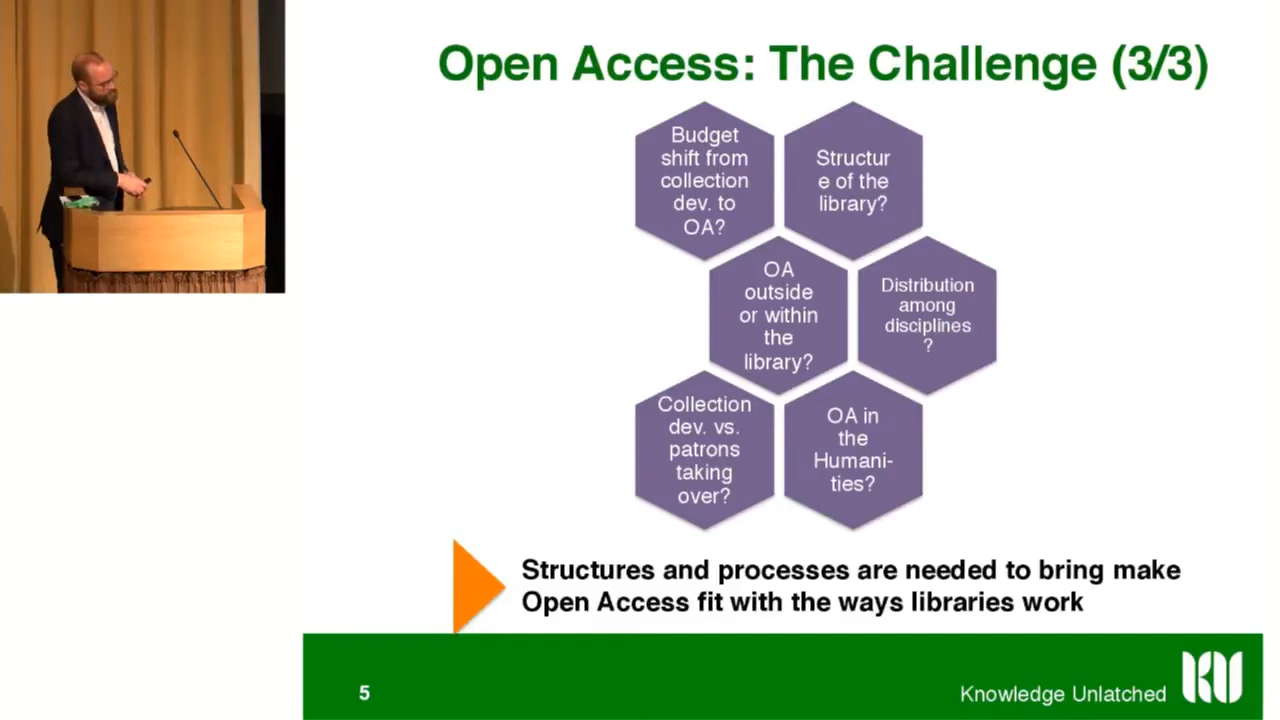 Open Access: The Challenge (3/3)
Budget
shift from
collection
dev. to
OA?
Structur
e of the
library?
OA
outside
or within
the
library?
Distribution
among
disciplines
?
Collection
dev. vs.
patrons
taking
over?
OA in
the
Humani-
ties?
Structures and processes are needed to bring make
Open Access fit with the ways libraries work
5
Knowledge Unlatched
KU